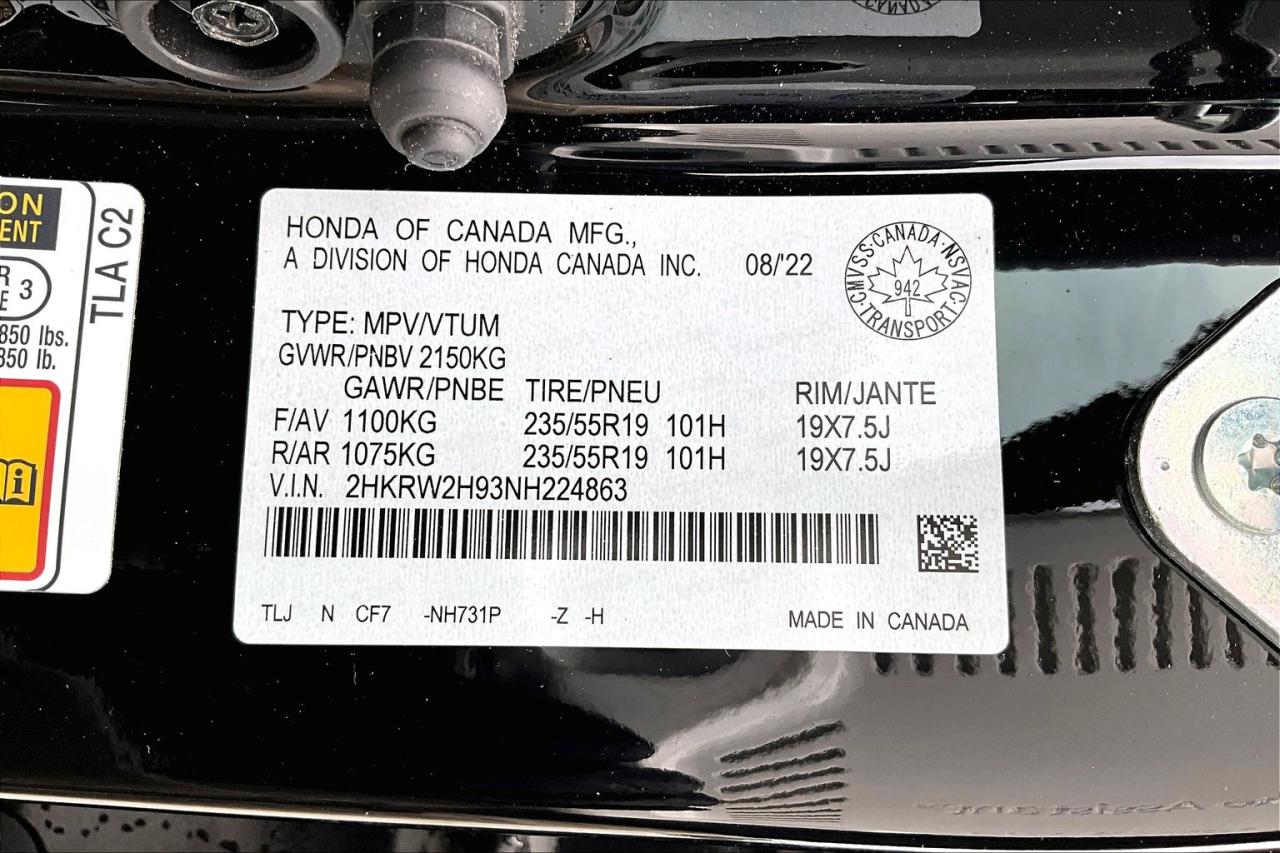 ON
ENT
R
E 3
850 lbs.
350 lb.
TLA C2
HONDA OF CANADA MFG.,
A DIVISION OF HONDA CANADA INC. 08/'22
CMVSS·CANADA·NSVAC·TRANSPORT·
942
TYPE: MPV/VTUM
GVWR/PNBV 2150KG
GAWR/PNBE TIRE/PNEU RIM/JANTE
F/AV 1100KG 235/55R19 101H 19X7.5J
R/AR 1075KG 235/55R19 101H 19X7.5J
V.I.N. 2HKRW2H93NH224863
TLJ N CF7 -NH731P -Z -H MADE IN CANADA